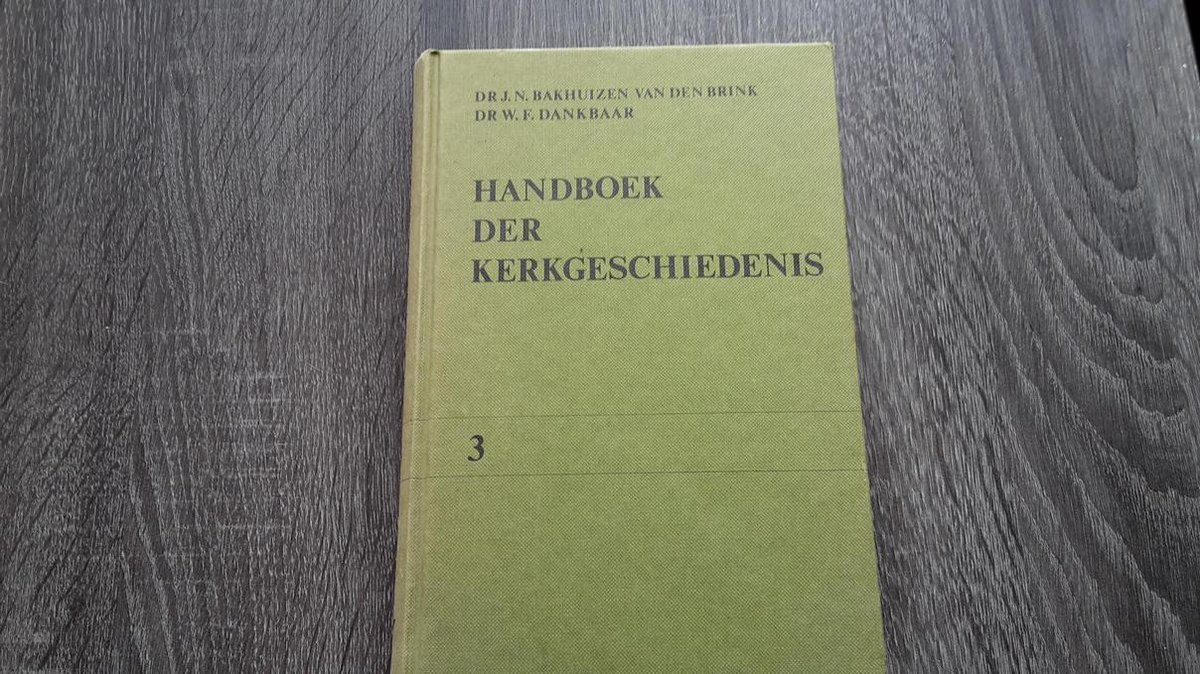 DR J. N. BAKHUIZEN VAN DEN BRINK
DR W. F. DANKBAAR
HANDBOEK
DER
KERKGESCHIEDENIS
3